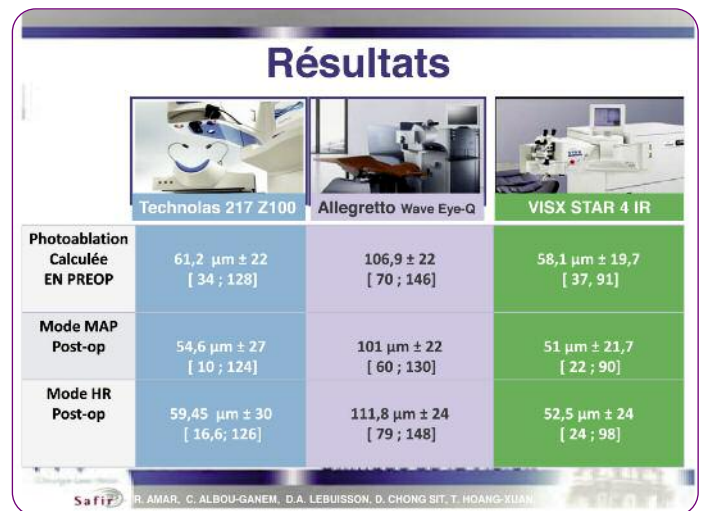 Résultats
Technolas 217 Z100
Allegretto Wave Eye-Q
VISX STAR 4 IR
Photoablation
Calculée
EN PREOP
61,2 µm ± 22
[ 34 ; 128]
106,9 ± 22
[ 70 ; 146]
58,1 µm ± 19,7
[ 37, 91]
Mode MAP
Post-op
54,6 µm ± 27
[ 10 ; 124]
101 µm ± 22
[ 60 ; 130]
51 µm ± 21,7
[ 22 ; 90]
Mode HR
Post-op
59,45 µm ± 30
[ 16,6; 126]
111,8 µm ± 24
[ 79 ; 148]
52,5 µm ± 24
[ 24 ; 98]
Safir
R. AMAR, C. ALBOU-GANEM, D.A. LEBUISSON, D. CHONG SIT, T. HOANG-XUAN